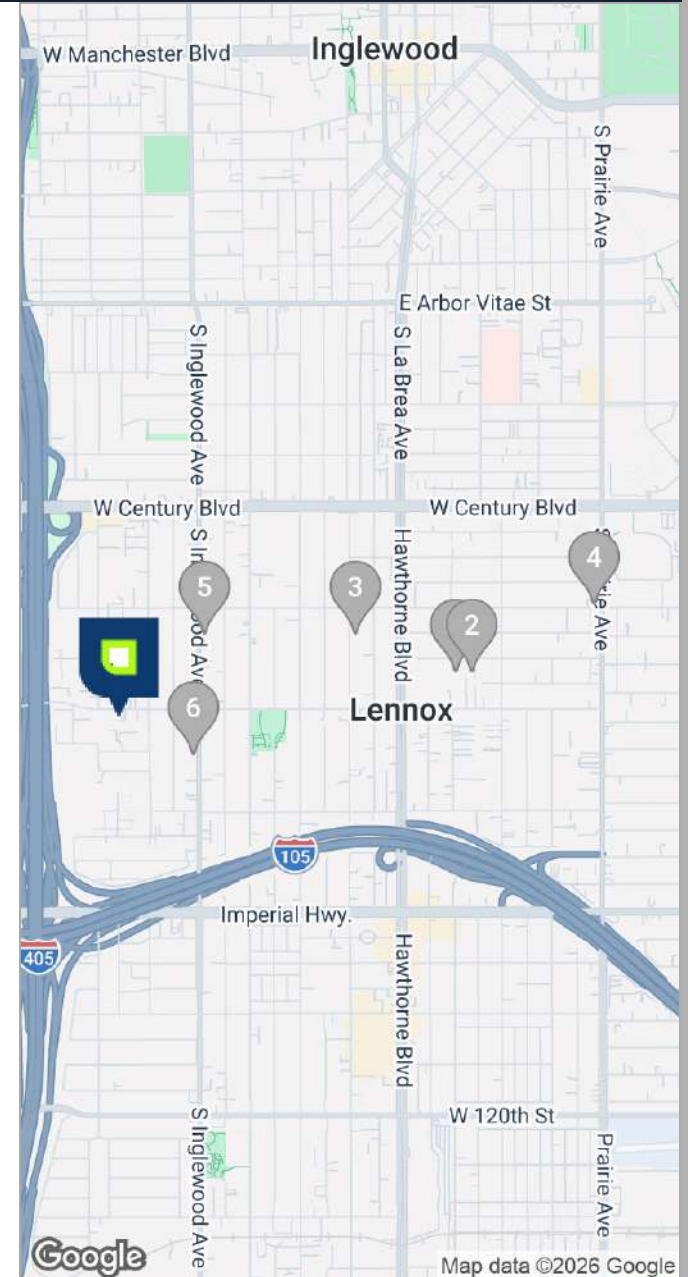 W Manchester Blvd
Inglewood
S Prairie Ave
E Arbor Vitae St
S Inglewood Ave
S La Brea Ave
W Century Blvd
W Century Blvd
Hawthorne Blvd
4
5
3
2
6
Lennox
105
Imperial Hwy.
405
Hawthorne Blvd
W 120th St
S Inglewood Ave
Prairie Ave
Google
Map data ©2026 Google